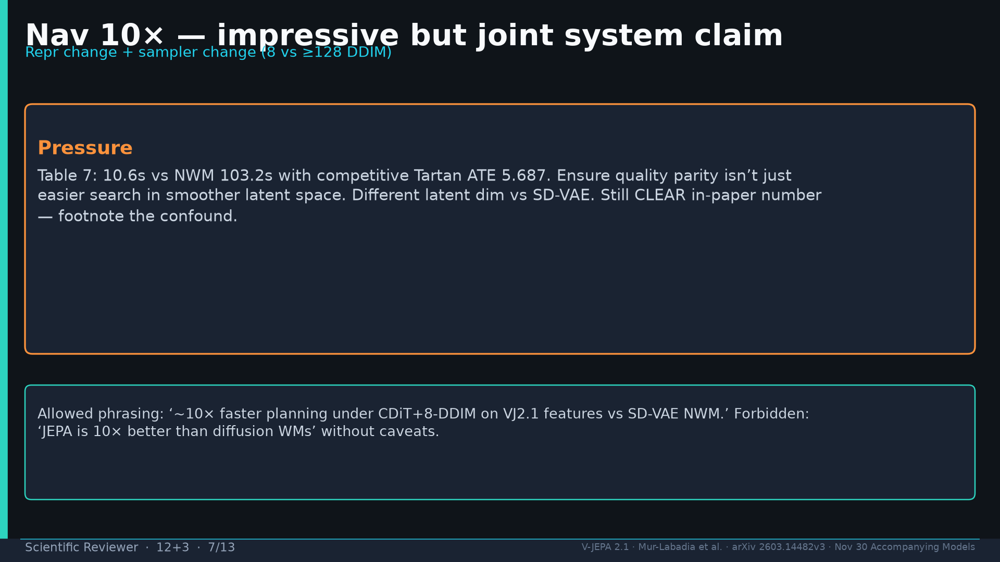 Nav 10× — impressive but joint system claim
Repr change + sampler change (8 vs ≥128 DDIM)
Pressure
Table 7: 10.6s vs NWM 103.2s with competitive Tartan ATE 5.687. Ensure quality parity isn’t just
easier search in smoother latent space. Different latent dim vs SD-VAE. Still CLEAR in-paper number
— footnote the confound.
Allowed phrasing: ‘~10× faster planning under CDiT+8-DDIM on VJ2.1 features vs SD-VAE NWM.’ Forbidden:
‘JEPA is 10× better than diffusion WMs’ without caveats.
Scientific Reviewer · 12+3 · 7/13
V-JEPA 2.1 · Mur-Labadia et al. · arXiv 2603.14482v3 · Nov 30 Accompanying Models